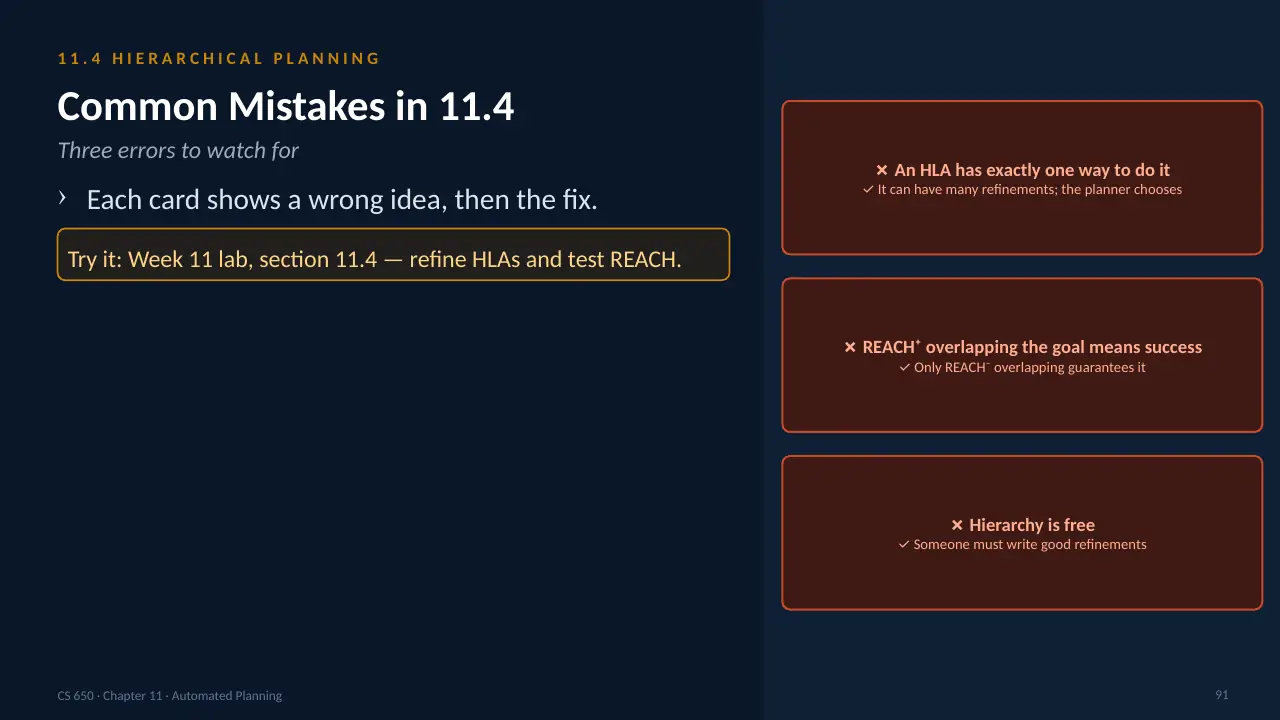 11.4 HIERARCHICAL PLANNING
Common Mistakes in 11.4
Three errors to watch for
› Each card shows a wrong idea, then the fix.
Try it: Week 11 lab, section 11.4 — refine HLAs and test REACH.
× An HLA has exactly one way to do it
✓ It can have many refinements; the planner chooses
× REACH⁺ overlapping the goal means success
✓ Only REACH⁻ overlapping guarantees it
× Hierarchy is free
✓ Someone must write good refinements
CS 650 · Chapter 11 · Automated Planning
91